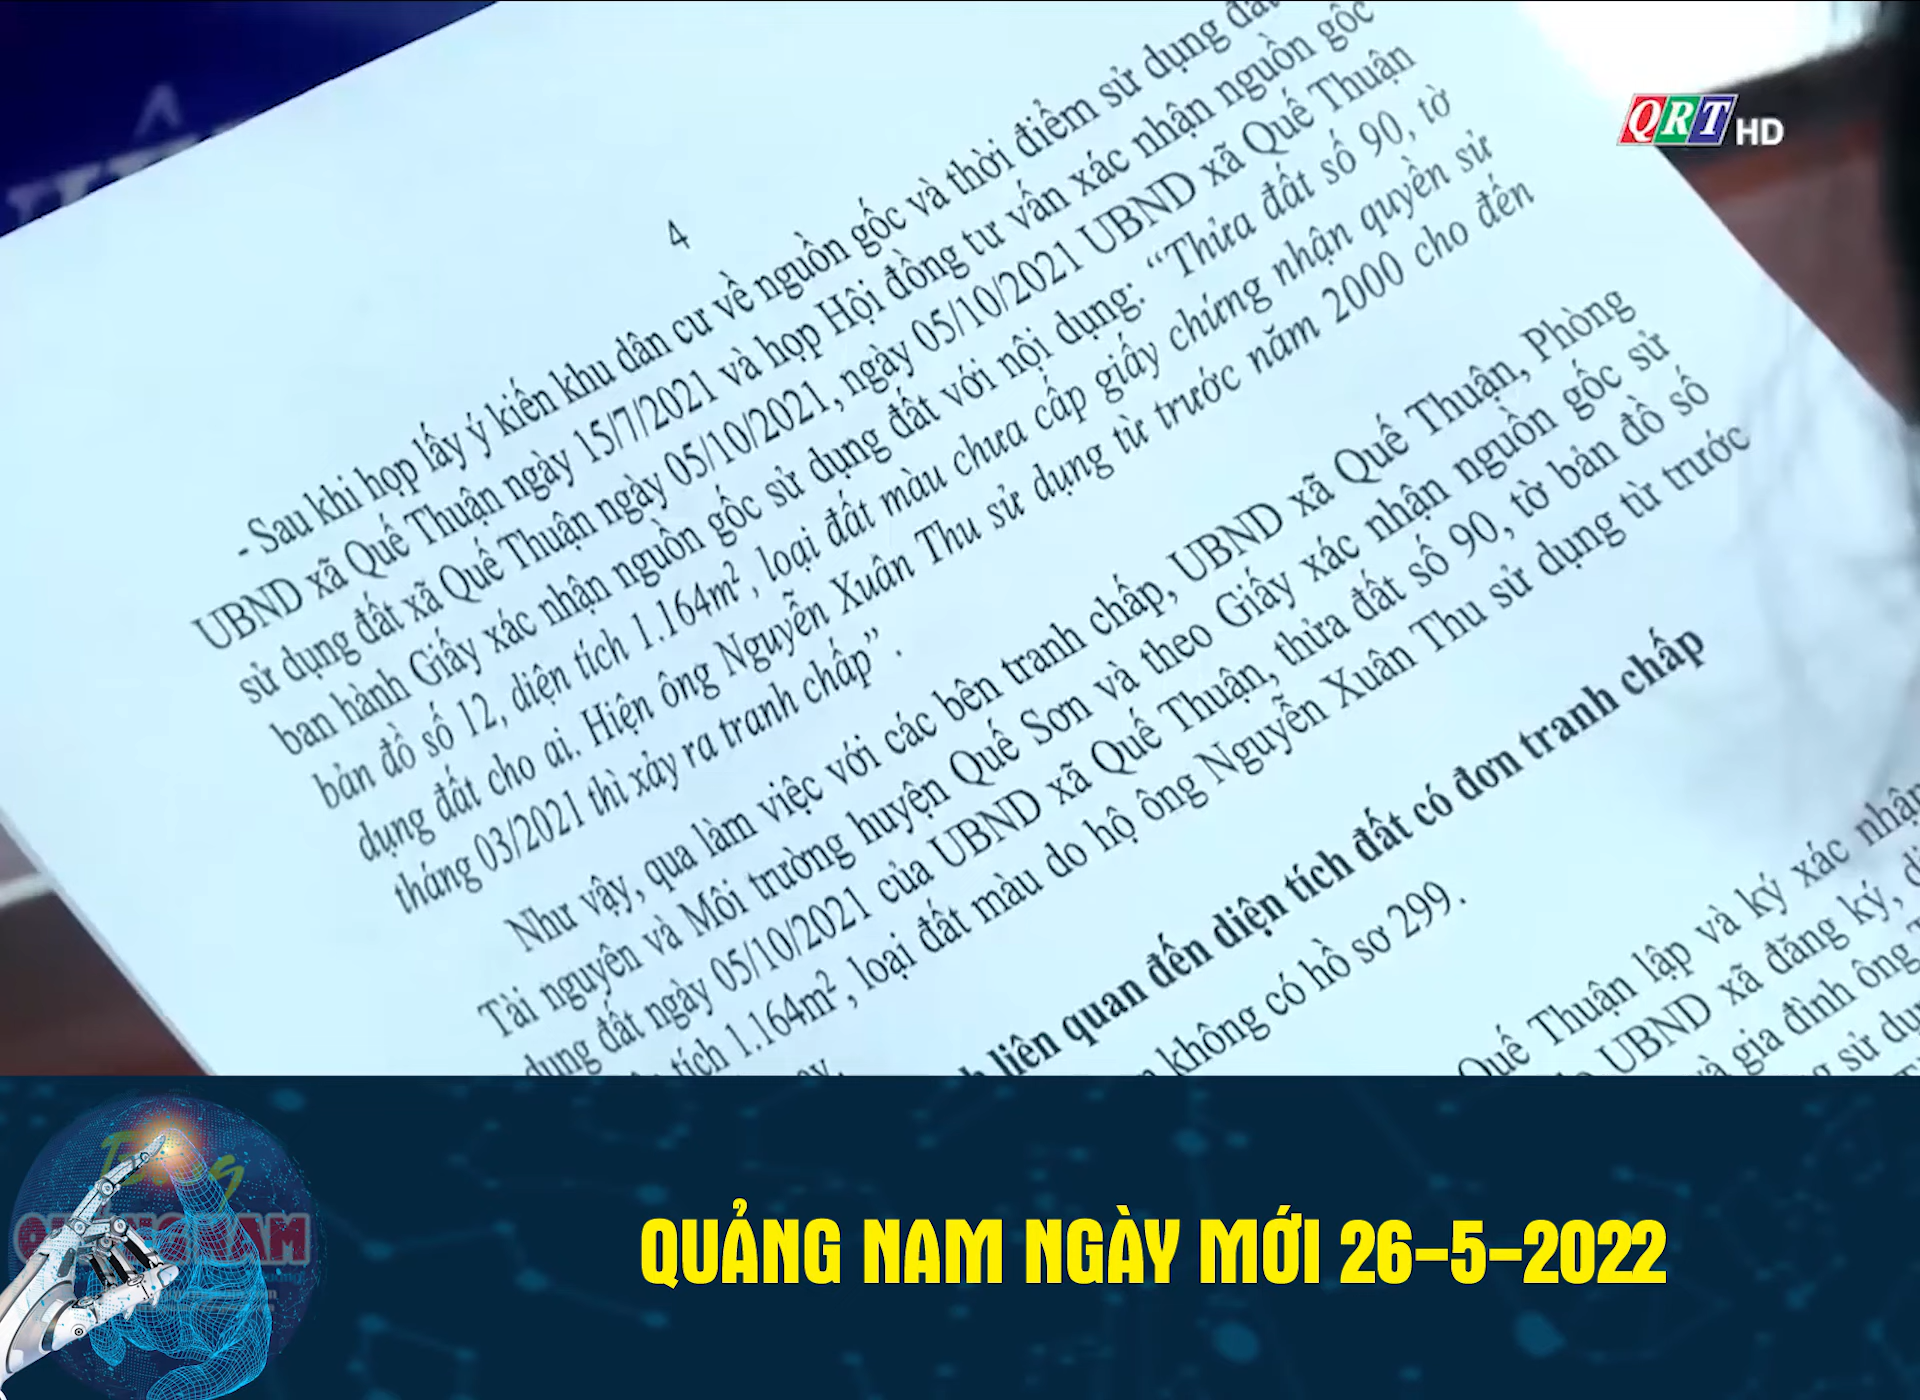 QRT HD
4
- Sau khi họp lấy ý kiến khu dân cư về nguồn gốc và thời điểm sử dụng đất
UBND xã Quế Thuận ngày 15/7/2021 và họp Hội đồng tư vấn xác nhận nguồn gốc
sử dụng đất xã Quế Thuận ngày 05/10/2021, ngày 05/10/2021 UBND xã Quế Thuận
ban hành Giấy xác nhận nguồn gốc sử dụng đất với nội dung: “Thửa đất số 90, tờ
bản đồ số 12, diện tích 1.164m², loại đất màu chưa cấp giấy chứng nhận quyền sử
dụng đất cho ai. Hiện ông Nguyễn Xuân Thu sử dụng từ trước năm 2000 cho đến
tháng 03/2021 thì xảy ra tranh chấp”.
Như vậy, qua làm việc với các bên tranh chấp, UBND xã Quế Thuận, Phòng
Tài nguyên và Môi trường huyện Quế Sơn và theo Giấy xác nhận nguồn gốc sử
dụng đất ngày 05/10/2021 của UBND xã Quế Thuận, thửa đất số 90, tờ bản đồ số
tích 1.164m², loại đất màu do hộ ông Nguyễn Xuân Thu sử dụng từ trước
liên quan đến diện tích đất có đơn tranh chấp
không có hồ sơ 299.
Quế Thuận lập và ký xác nhận
UBND xã đăng ký,
và gia đình ông
sử dụng
QUẢNG NAM NGÀY MỚI 26-5-2022